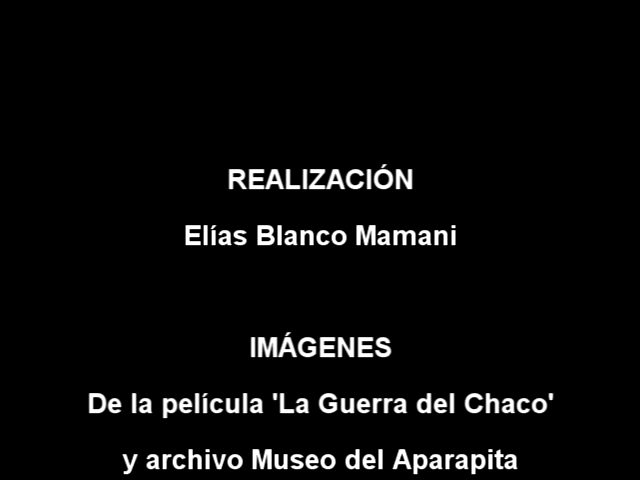 REALIZACIÓN
Elías Blanco Mamani
IMÁGENES
De la película 'La Guerra del Chaco'
y archivo Museo del Aparapita